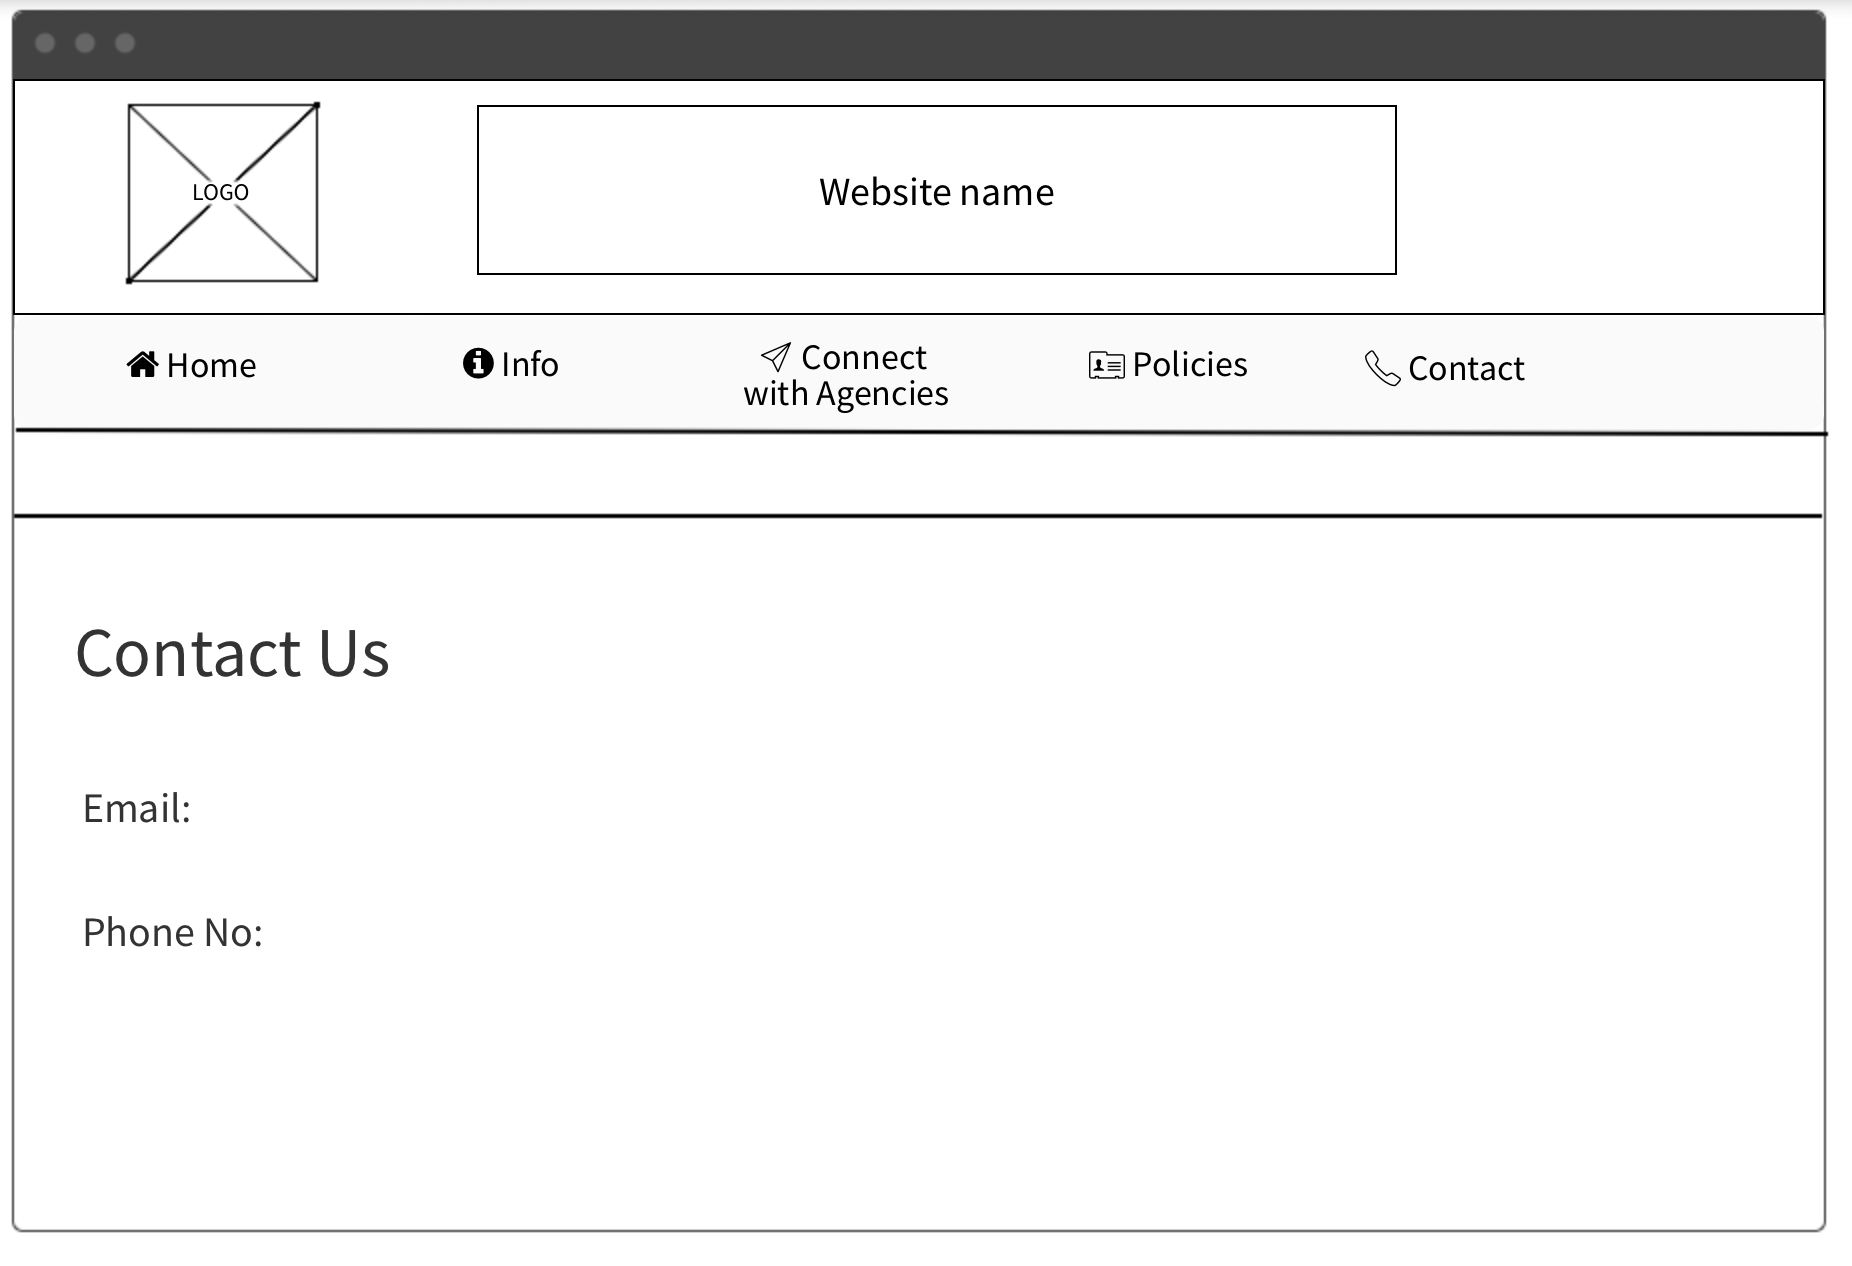 LOGO
Website name
Home
Info
Connect
with Agencies
Policies
Contact
Contact Us
Email:
Phone No: